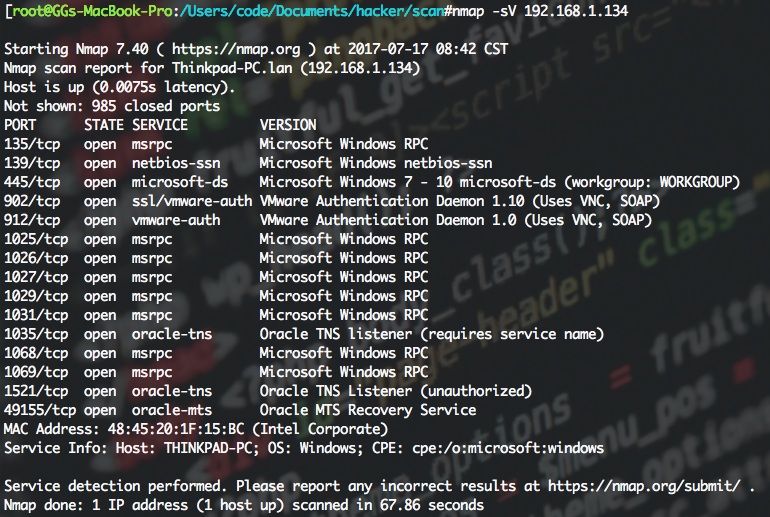 [root@GGs-MacBook-Pro:/Users/code/Documents/hacker/scan#nmap -sV 192.168.1.134
Starting Nmap 7.40 ( https://nmap.org ) at 2017-07-17 08:42 CST
Nmap scan report for Thinkpad-PC.lan (192.168.1.134)
Host is up (0.0075s latency).
Not shown: 985 closed ports
PORT      STATE SERVICE         VERSION
135/tcp   open  msrpc           Microsoft Windows RPC
139/tcp   open  netbios-ssn     Microsoft Windows netbios-ssn
445/tcp   open  microsoft-ds    Microsoft Windows 7 - 10 microsoft-ds (workgroup: WORKGROUP)
902/tcp   open  ssl/vmware-auth VMware Authentication Daemon 1.10 (Uses VNC, SOAP)
912/tcp   open  vmware-auth     VMware Authentication Daemon 1.0 (Uses VNC, SOAP)
1025/tcp  open  msrpc           Microsoft Windows RPC
1026/tcp  open  msrpc           Microsoft Windows RPC
1027/tcp  open  msrpc           Microsoft Windows RPC
1029/tcp  open  msrpc           Microsoft Windows RPC
1031/tcp  open  msrpc           Microsoft Windows RPC
1035/tcp  open  oracle-tns      Oracle TNS listener (requires service name)
1068/tcp  open  msrpc           Microsoft Windows RPC
1069/tcp  open  msrpc           Microsoft Windows RPC
1521/tcp  open  oracle-tns      Oracle TNS Listener (unauthorized)
49155/tcp open  oracle-mts      Oracle MTS Recovery Service
MAC Address: 48:45:20:1F:15:BC (Intel Corporate)
Service Info: Host: THINKPAD-PC; OS: Windows; CPE: cpe:/o:microsoft:windows
Service detection performed. Please report any incorrect results at https://nmap.org/submit/ .
Nmap done: 1 IP address (1 host up) scanned in 67.86 seconds